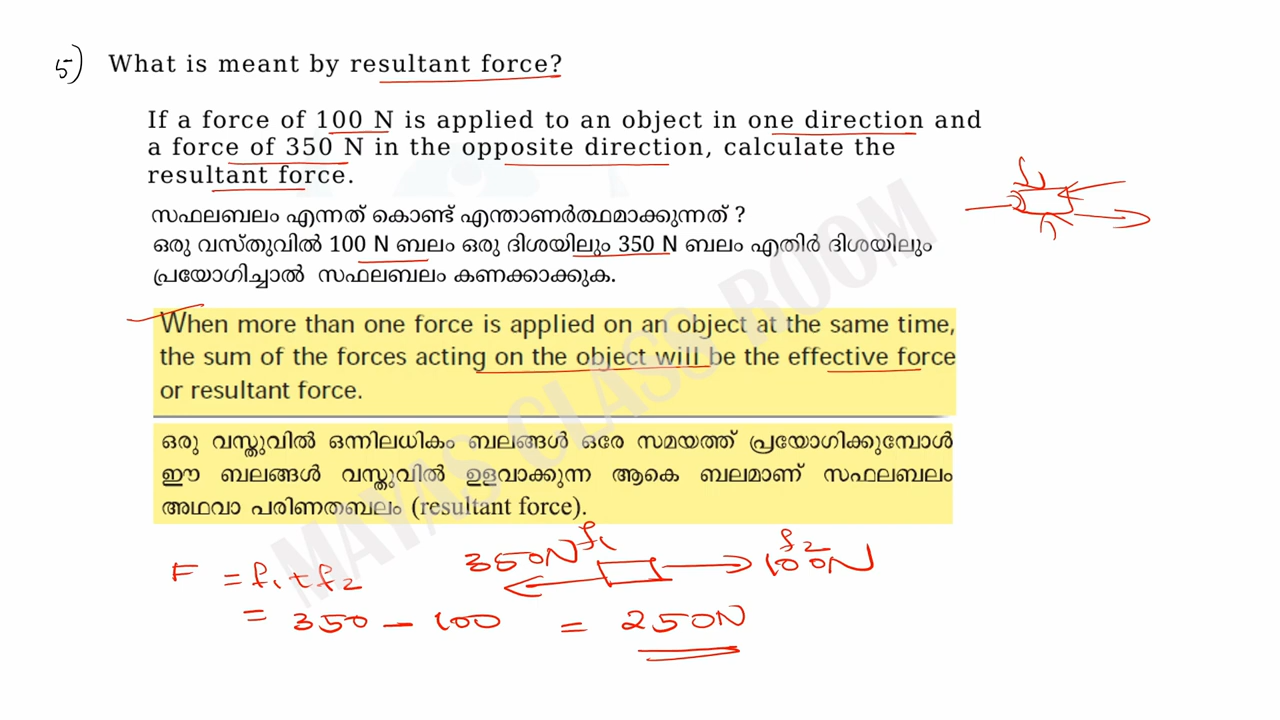 5) What is meant by resultant force?
If a force of 100 N is applied to an object in one direction and
a force of 350 N in the opposite direction, calculate the
resultant force.
സഫലബലം എന്നത് കൊണ്ട് എന്താണർത്ഥമാക്കുന്നത് ?
ഒരു വസ്തുവിൽ 100 N ബലം ഒരു ദിശയിലും 350 N ബലം എതിർ ദിശയിലും
പ്രയോഗിച്ചാൽ സഫലബലം കണക്കാക്കുക.
When more than one force is applied on an object at the same time,
the sum of the forces acting on the object will be the effective force
or resultant force.
ഒരു വസ്തുവിൽ ഒന്നിലധികം ബലങ്ങൾ ഒരേ സമയത്ത് പ്രയോഗിക്കുമ്പോൾ
ഈ ബലങ്ങൾ വസ്തുവിൽ ഉളവാക്കുന്ന ആകെ ബലമാണ് സഫലബലം
അഥവാ പരിണതബലം (resultant force).
MAYAS CLASS ROOM
350N f1 f2 100N
F = f1 + f2
= 350 - 100 = 250N